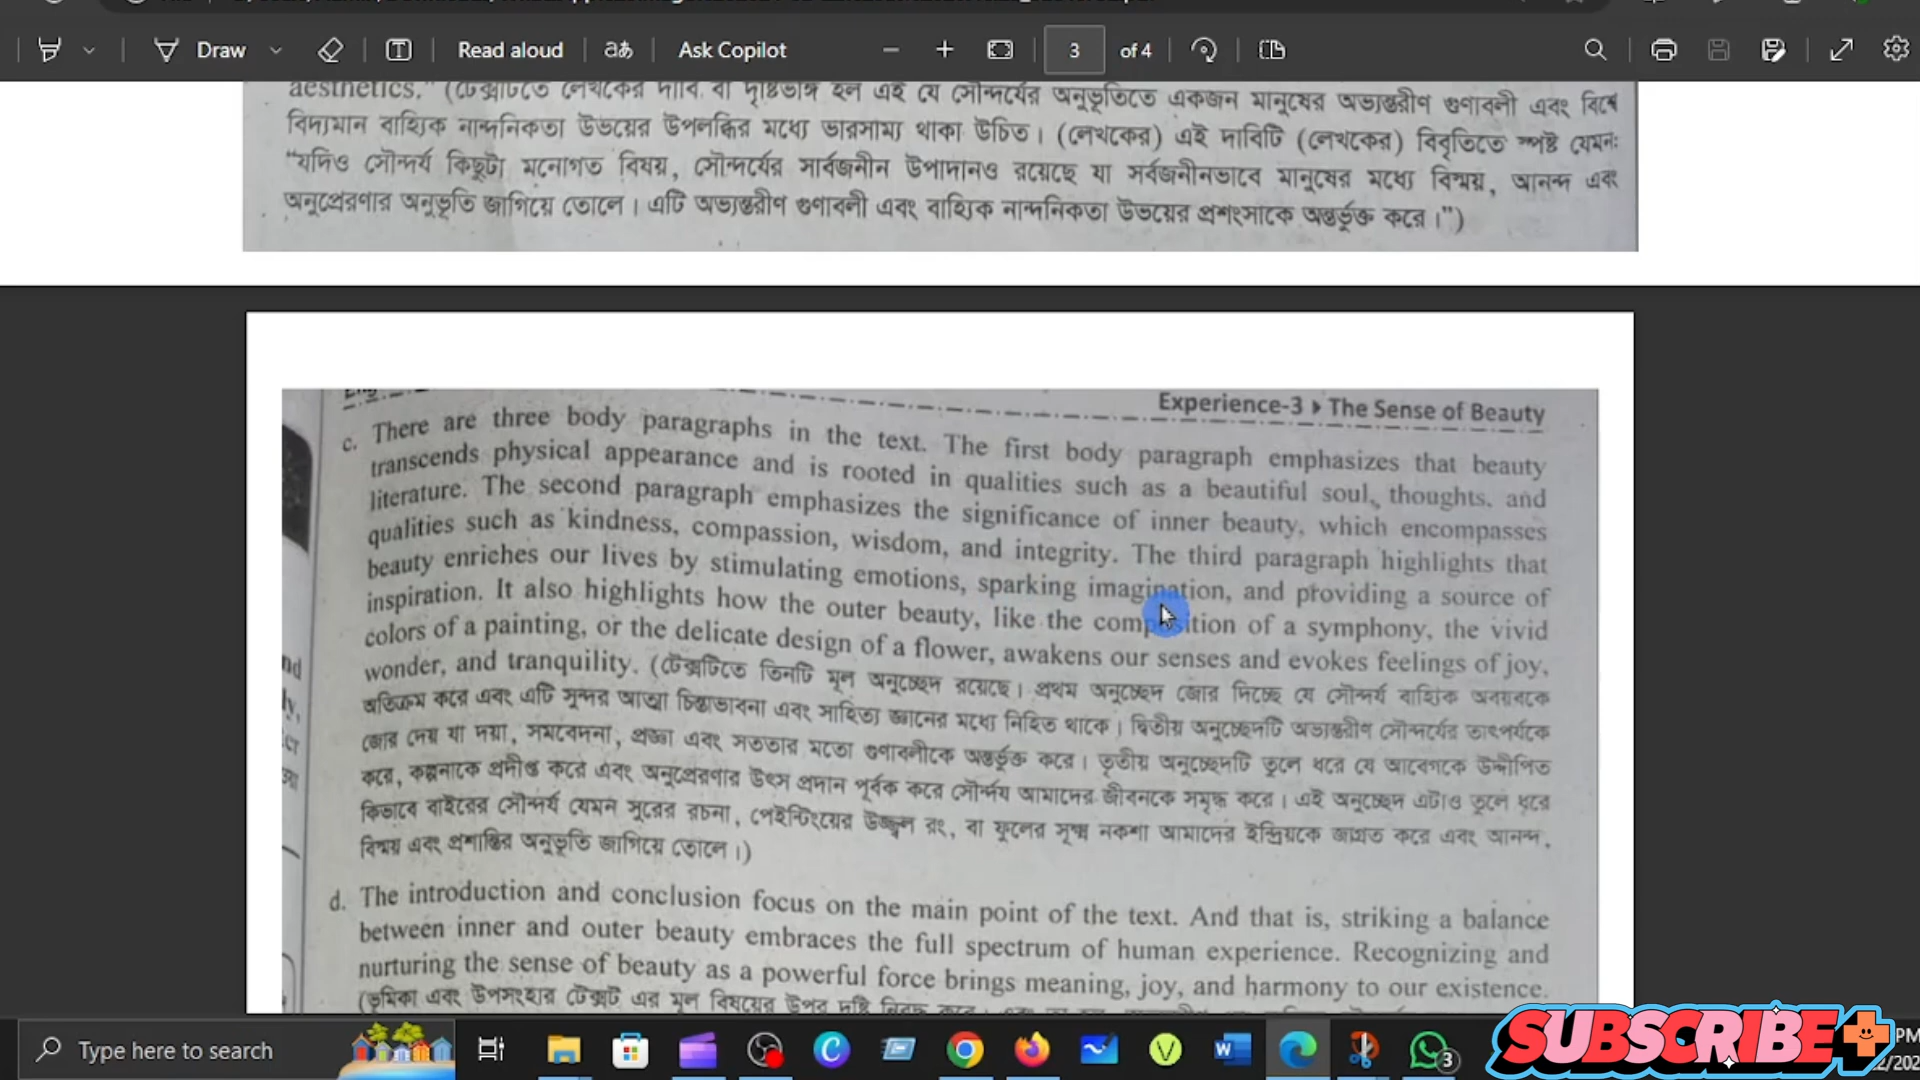 Draw
Read aloud
aあ
Ask Copilot
3 of 4
aesthetics." (টেক্সটিতে লেখকের দাবি বা দৃষ্টিভঙ্গি হল এই যে সৌন্দর্যের অনুভূতিতে একজন মানুষের অভ্যন্তরীণ গুণাবলী এবং বিশ্বে
বিদ্যমান বাহ্যিক নান্দনিকতা উভয়ের উপলব্ধির মধ্যে ভারসাম্য থাকা উচিত। (লেখকের) এই দাবিটি (লেখকের) বিবৃতিতে স্পষ্ট যেমনঃ
"যদিও সৌন্দর্য কিছুটা মনোগত বিষয়, সৌন্দর্যের সার্বজনীন উপাদানও রয়েছে যা সর্বজনীনভাবে মানুষের মধ্যে বিস্ময়, আনন্দ এবং
অনুপ্রেরণার অনুভূতি জাগিয়ে তোলে। এটি অভ্যন্তরীণ গুণাবলী এবং বাহ্যিক নান্দনিকতা উভয়ের প্রশংসাকে অন্তর্ভুক্ত করে।")
Experience-3 The Sense of Beauty
c. There are three body paragraphs in the text. The first body paragraph emphasizes that beauty
transcends physical appearance and is rooted in qualities such as a beautiful soul, thoughts, and
literature. The second paragraph emphasizes the significance of inner beauty, which encompasses
qualities such as kindness, compassion, wisdom, and integrity. The third paragraph highlights that
beauty enriches our lives by stimulating emotions, sparking imagination, and providing a source of
inspiration. It also highlights how the outer beauty, like the composition of a symphony, the vivid
colors of a painting, or the delicate design of a flower, awakens our senses and evokes feelings of joy,
wonder, and tranquility. (টেক্সটিতে তিনটি মূল অনুচ্ছেদ রয়েছে। প্রথম অনুচ্ছেদ জোর দিচ্ছে যে সৌন্দর্য বাহ্যিক অবয়বকে
অতিক্রম করে এবং এটি সুন্দর আত্মা চিন্তাভাবনা এবং সাহিত্য জ্ঞানের মধ্যে নিহিত থাকে। দ্বিতীয় অনুচ্ছেদটি অভ্যন্তরীণ সৌন্দর্যের তাৎপর্যকে
জোর দেয় যা দয়া, সমবেদনা, প্রজ্ঞা এবং সততার মতো গুণাবলীকে অন্তর্ভুক্ত করে। তৃতীয় অনুচ্ছেদটি তুলে ধরে যে আবেগকে উদ্দীপিত
করে, কল্পনাকে প্রদীপ্ত করে এবং অনুপ্রেরণার উৎস প্রদান পূর্বক করে সৌন্দর্য আমাদের জীবনকে সমৃদ্ধ করে। এই অনুচ্ছেদ এটাও তুলে ধরে
কিভাবে বাইরের সৌন্দর্য যেমন সুরের রচনা, পেইন্টিংয়ের উজ্জ্বল রং, বা ফুলের সূক্ষ্ম নকশা আমাদের ইন্দ্রিয়কে জাগ্রত করে এবং আনন্দ,
বিস্ময় এবং প্রশান্তির অনুভূতি জাগিয়ে তোলে।)
d. The introduction and conclusion focus on the main point of the text. And that is, striking a balance
between inner and outer beauty embraces the full spectrum of human experience. Recognizing and
nurturing the sense of beauty as a powerful force brings meaning, joy, and harmony to our existence.
(ভূমিকা এবং উপসংহার টেক্সট এর মূল বিষয়ের উপর দৃষ্টি নিবদ্ধ করে।
Type here to search
3
SUBSCRIBE